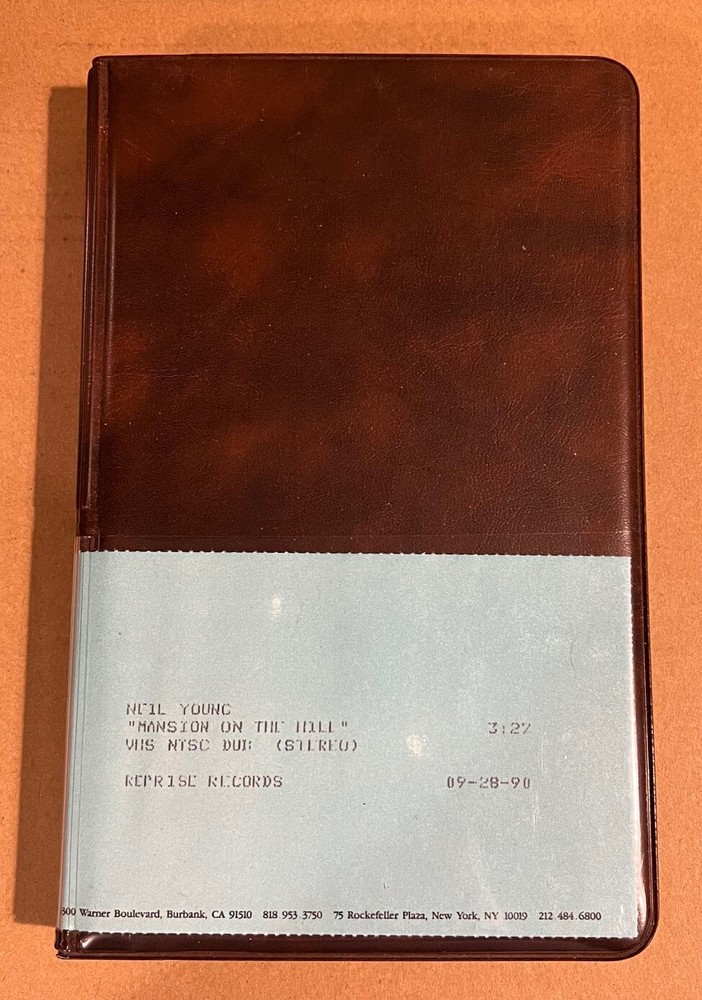 NEIL YOUNG
"MANSION ON THE HILL" 3:27
VHS NTSC DUB (STEREO)
REPRISE RECORDS 09-28-90
300 Warner Boulevard, Burbank, CA 91510 818 953 3750 75 Rockefeller Plaza, New York, NY 10019 212.484.6800